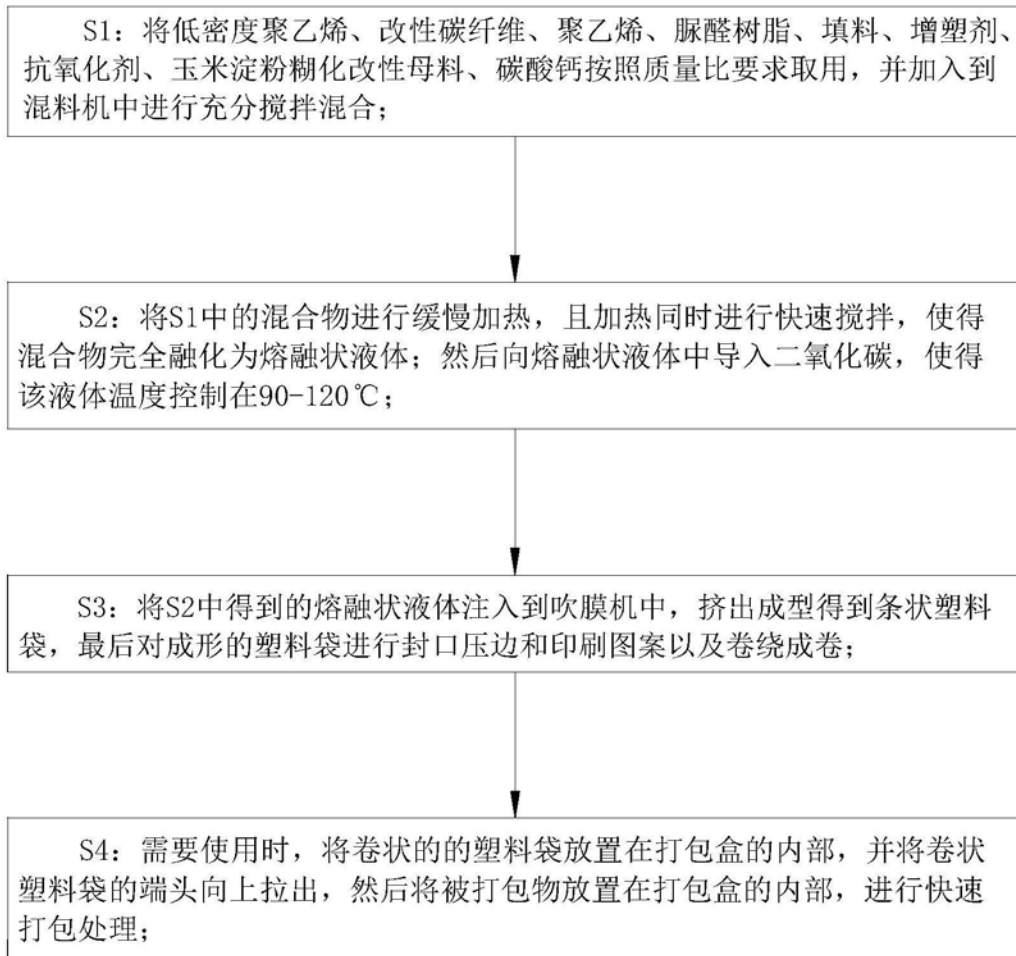 S1：将低密度聚乙烯、改性碳纤维、聚乙烯、脲醛树脂、填料、增塑剂、
抗氧化剂、玉米淀粉糊化改性母料、碳酸钙按照质量比要求取用，并加入到
混料机中进行充分搅拌混合；
S2：将S1中的混合物进行缓慢加热，且加热同时进行快速搅拌，使得
混合物完全融化为熔融状液体；然后向熔融状液体中导入二氧化碳，使得
该液体温度控制在90-120℃；
S3：将S2中得到的熔融状液体注入到吹膜机中，挤出成型得到条状塑料
袋，最后对成形的塑料袋进行封口压边和印刷图案以及卷绕成卷；
S4：需要使用时，将卷状的的塑料袋放置在打包盒的内部，并将卷状
塑料袋的端头向上拉出，然后将被打包物放置在打包盒的内部，进行快速
打包处理；